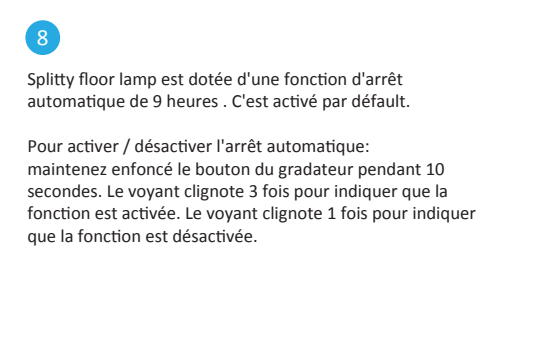 8
Splitty floor lamp est dotée d'une fonction d'arrêt
automatique de 9 heures . C'est activé par défault.
Pour activer / désactiver l'arrêt automatique:
maintenez enfoncé le bouton du gradateur pendant 10
secondes. Le voyant clignote 3 fois pour indiquer que la
fonction est activée. Le voyant clignote 1 fois pour indiquer
que la fonction est désactivée.